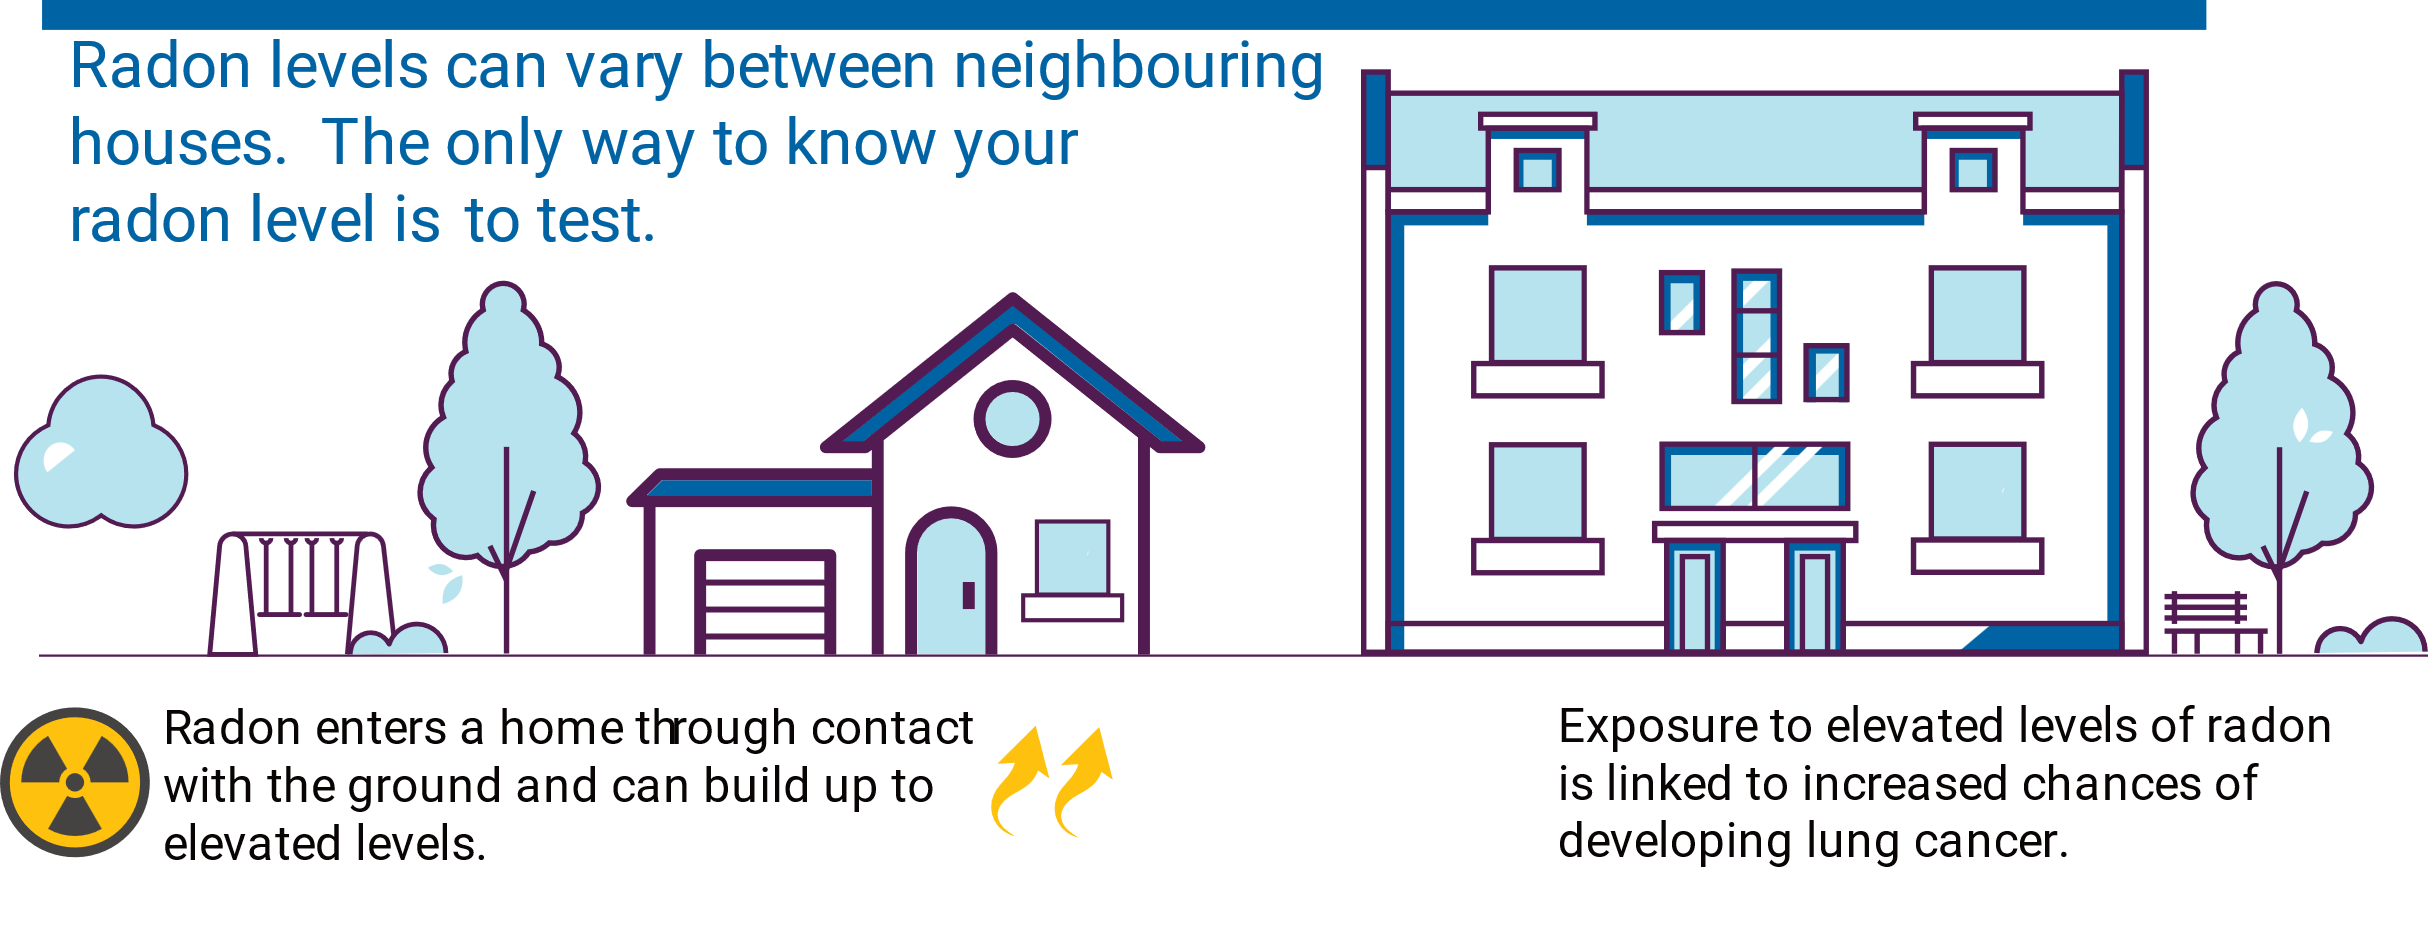 Radon levels can vary between neighbouring
houses. The only way to know your
radon level is to test.
Radon enters a home through contact
with the ground and can build up to
elevated levels.
Exposure to elevated levels of radon
is linked to increased chances of
developing lung cancer.